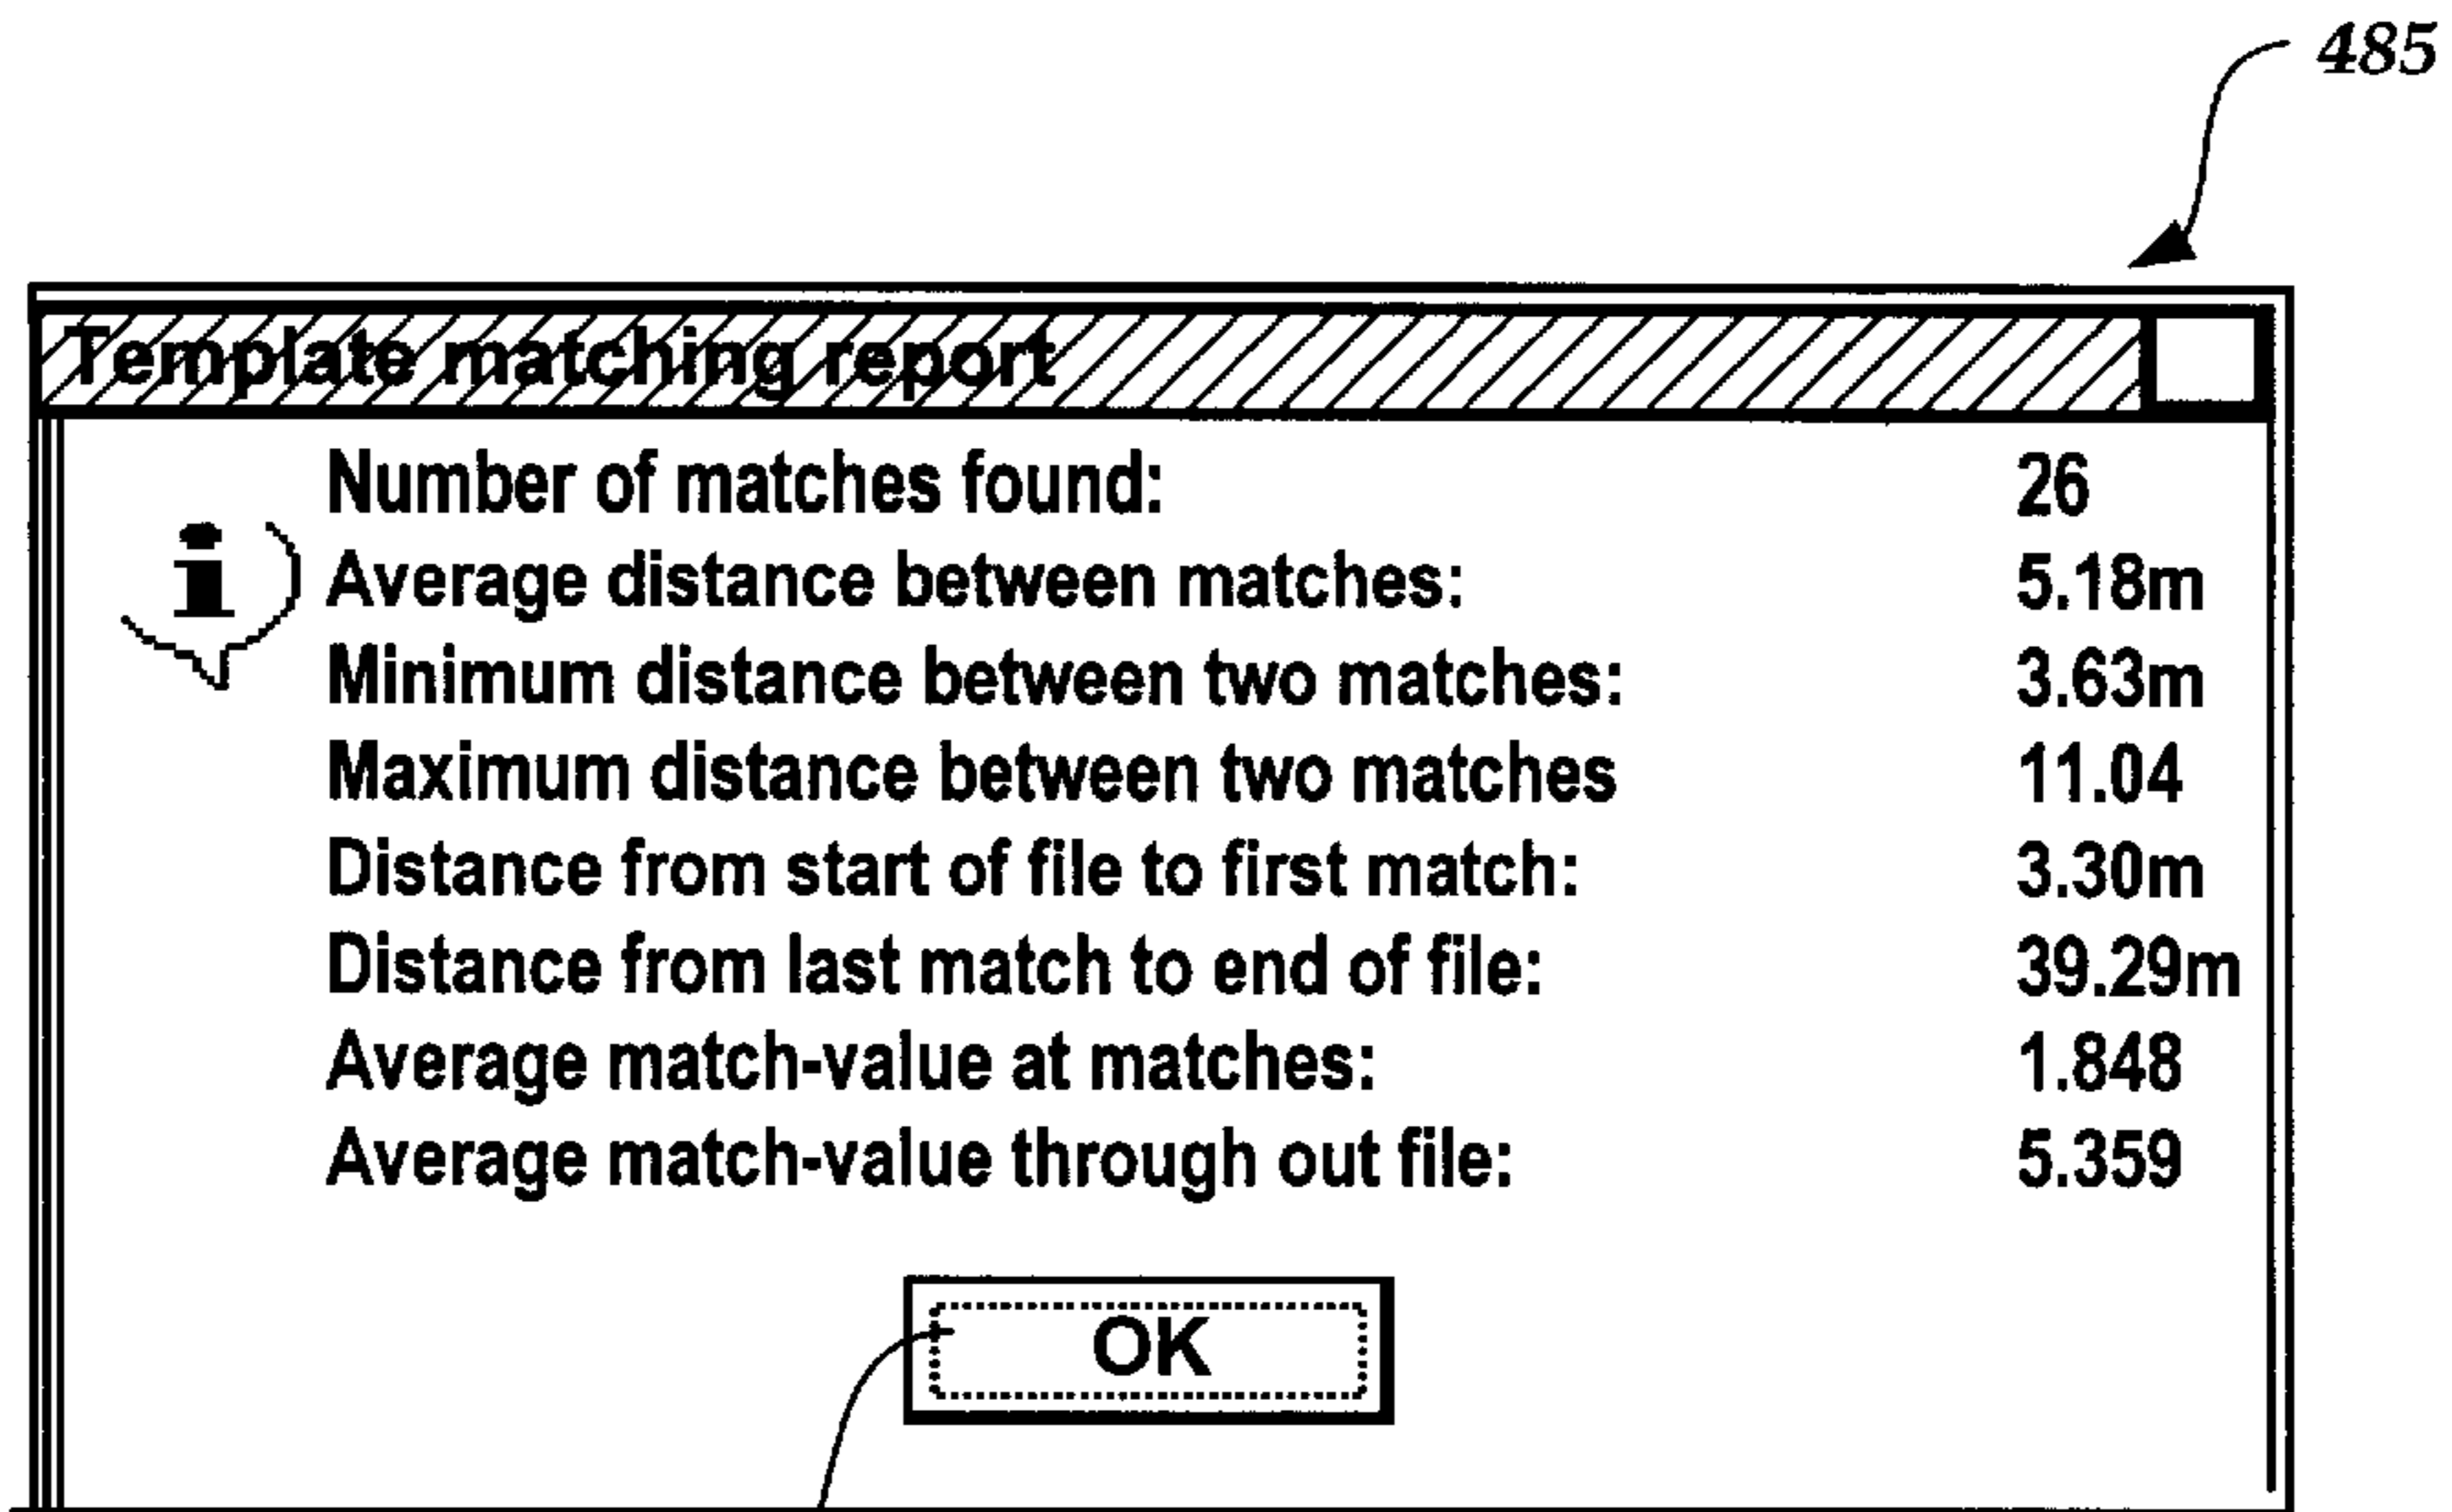 485
Template matching report
Number of matches found: 26
Average distance between matches: 5.18m
Minimum distance between two matches: 3.63m
Maximum distance between two matches 11.04
Distance from start of file to first match: 3.30m
Distance from last match to end of file: 39.29m
Average match-value at matches: 1.848
Average match-value through out file: 5.359
OK